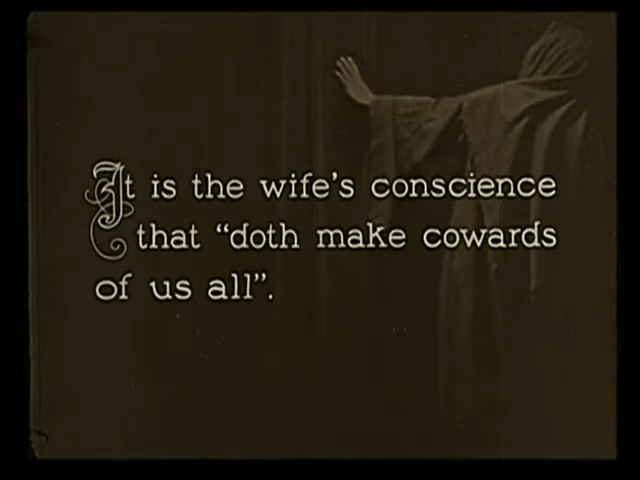 It is the wife's conscience
that “doth make cowards
of us all”.